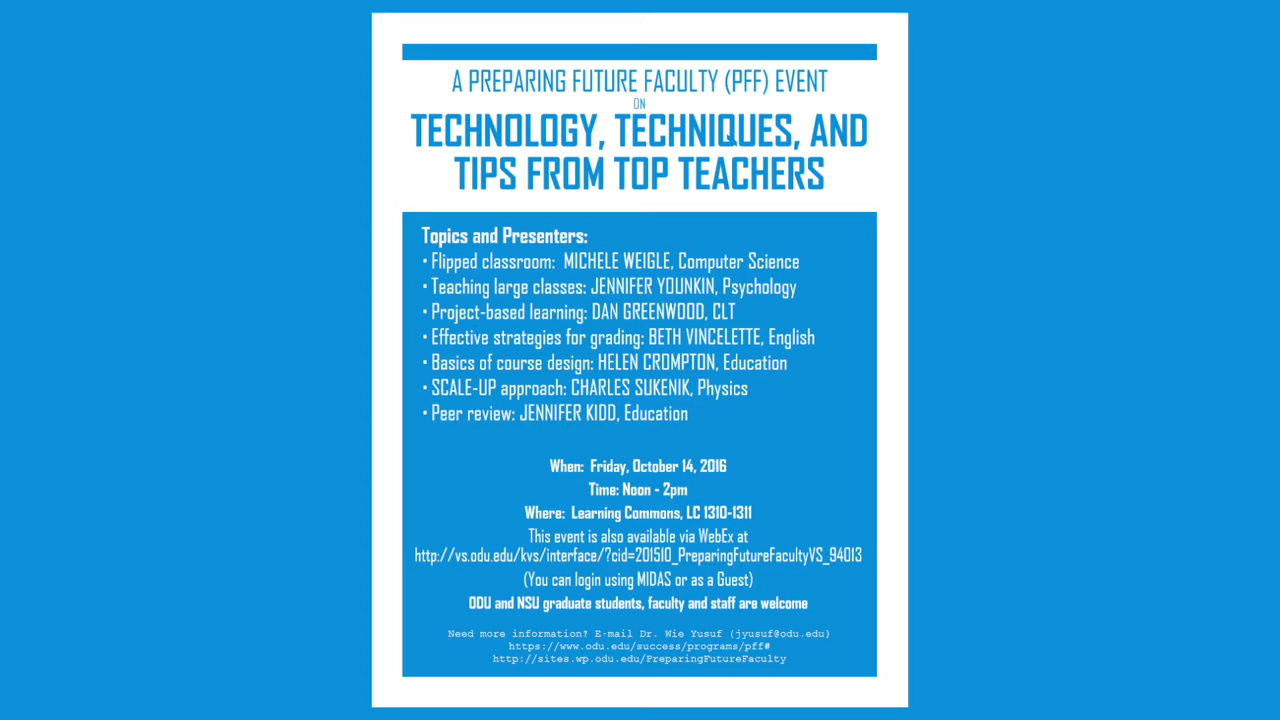 A PREPARING FUTURE FACULTY (PFF) EVENT
ON
TECHNOLOGY, TECHNIQUES, AND
TIPS FROM TOP TEACHERS
Topics and Presenters:
• Flipped classroom:  MICHELE WEIGLE, Computer Science
• Teaching large classes: JENNIFER YOUNKIN, Psychology
• Project-based learning: DAN GREENWOOD, CLT
• Effective strategies for grading: BETH VINCELETTE, English
• Basics of course design: HELEN CROMPTON, Education
• SCALE-UP approach: CHARLES SUKENIK, Physics
• Peer review: JENNIFER KIDD, Education
When:  Friday, October 14, 2016
Time: Noon - 2pm
Where:  Learning Commons, LC 1310-1311
This event is also available via WebEx at
http://vs.odu.edu/kvs/interface/?cid=201510_PreparingFutureFacultyVS_94013
(You can login using MIDAS or as a Guest)
ODU and NSU graduate students, faculty and staff are welcome
Need more information? E-mail Dr. Wie Yusuf (jyusuf@odu.edu)
https://www.odu.edu/success/programs/pff#
http://sites.wp.odu.edu/PreparingFutureFaculty